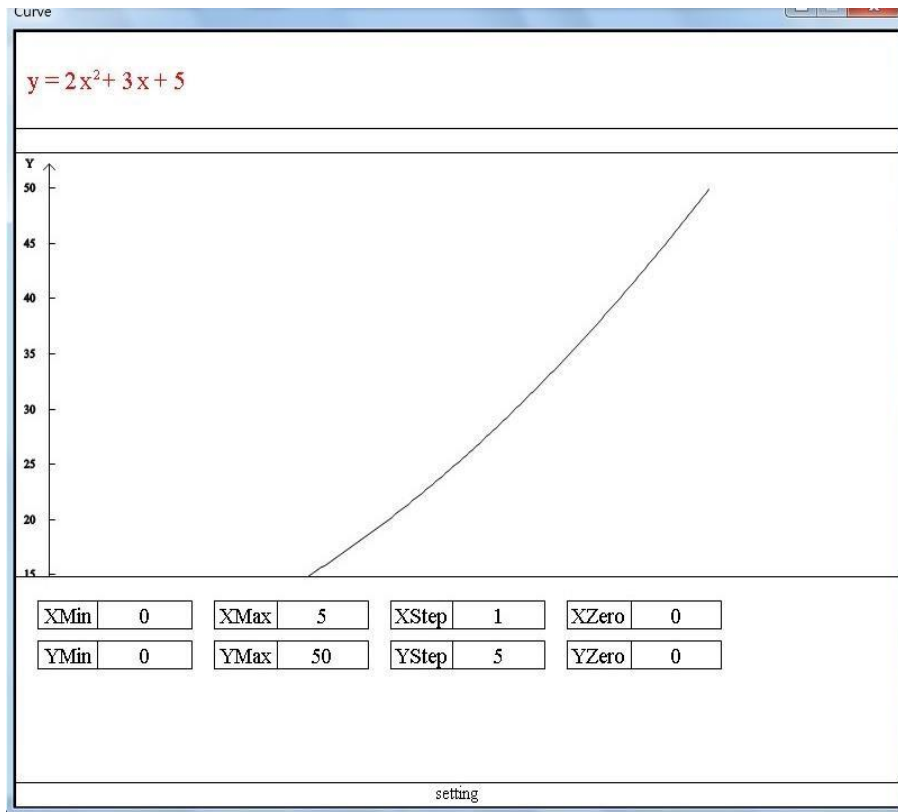 Curve
y = 2x²+ 3x + 5
Y
50
45
40
35
30
25
20
15
XMin 0 XMax 5 XStep 1 XZero 0
YMin 0 YMax 50 YStep 5 YZero 0
setting